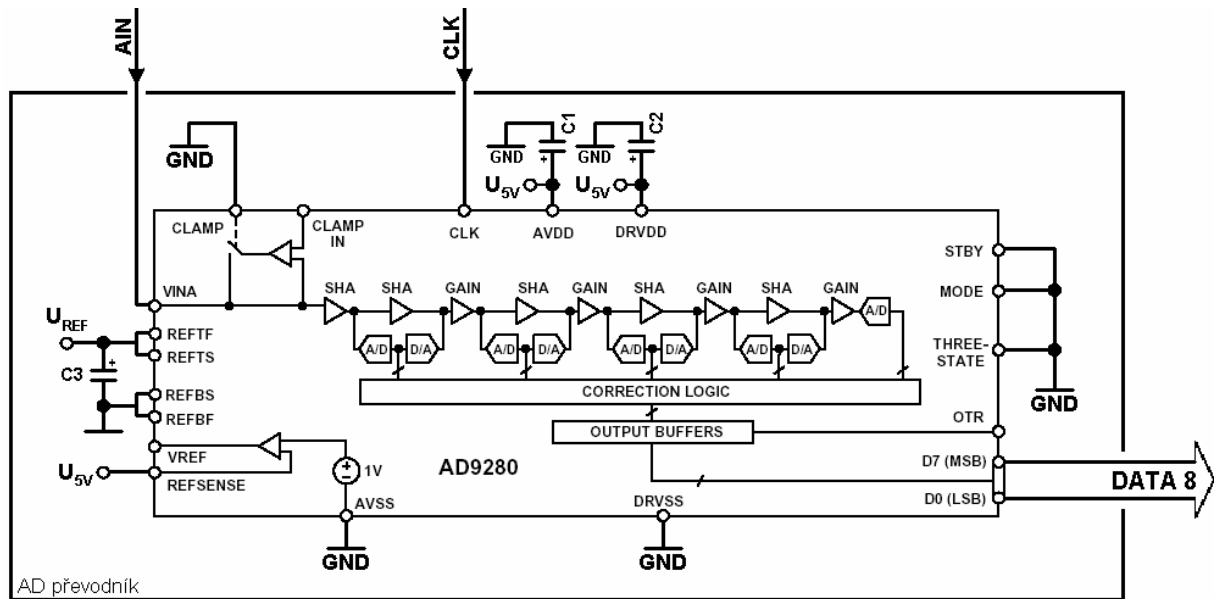 AIN
CLK
GND
GND
C1
GND
C2
U5V
U5V
CLAMP
CLAMP
IN
CLK
AVDD
DRVDD
STBY
VINA
SHA
SHA
GAIN
SHA
GAIN
SHA
GAIN
SHA
GAIN
MODE
A/D
UREF
REFTF
REFTS
A/D
D/A
A/D
D/A
A/D
D/A
A/D
D/A
THREE-
STATE
C3
REFBS
REFBF
CORRECTION LOGIC
GND
OTR
OUTPUT BUFFERS
VREF
U5V
REFSENSE
1V
AD9280
D7 (MSB)
DATA 8
D0 (LSB)
AVSS
DRVSS
GND
GND
AD převodník